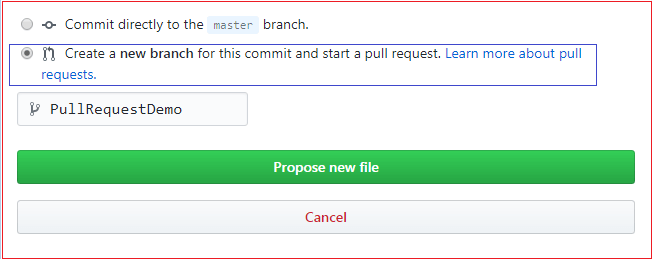 Commit directly to the master branch.
Create a new branch for this commit and start a pull request. Learn more about pull
requests.
PullRequestDemo
Propose new file
Cancel